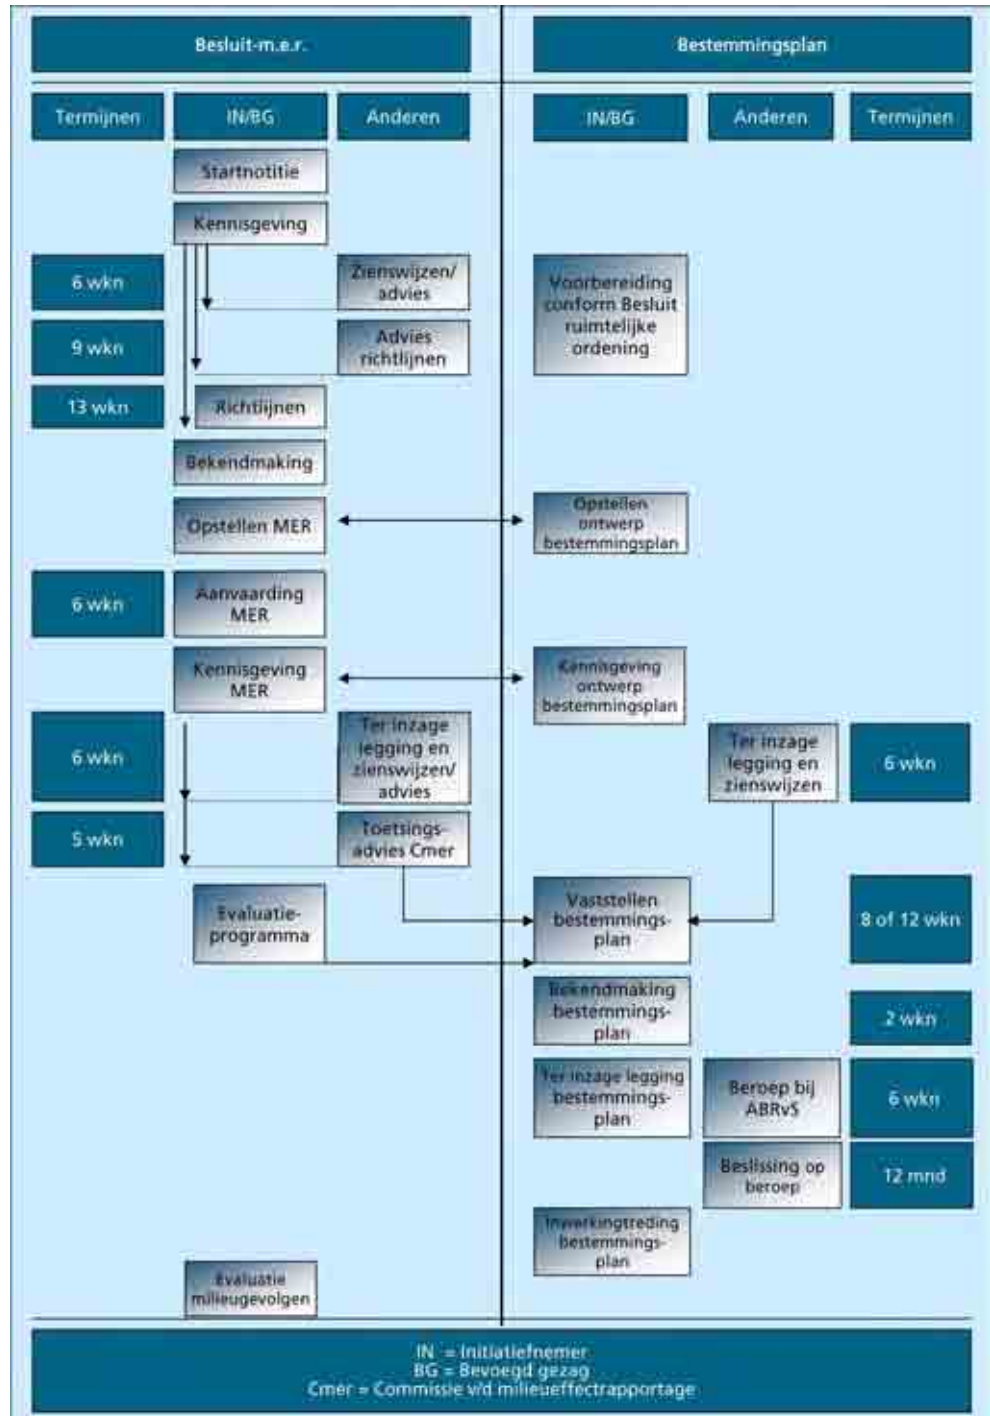 Besluit-m.e.r.
Bestemmingsplan
Termijnen
IN/BG
Anderen
IN/BG
Anderen
Termijnen
Startnotitie
Kennisgeving
6 wkn
Zienswijzen/
advies
Voorbereiding
conform Besluit
ruimtelijke
ordening
9 wkn
Advies
richtlijnen
13 wkn
Richtlijnen
Bekendmaking
Opstellen MER
Opstellen
ontwerp
bestemmingsplan
6 wkn
Aanvaarding
MER
Kennisgeving
MER
Kennisgeving
ontwerp
bestemmingsplan
6 wkn
Ter inzage
legging en
zienswijzen/
advies
Ter inzage
legging en
zienswijzen
6 wkn
5 wkn
Toetsings-
advies Cmer
Evaluatie-
programma
Vaststellen
bestemmings-
plan
8 of 12 wkn
Bekendmaking
bestemmings-
plan
2 wkn
Ter inzage legging
bestemmings-
plan
Beroep bij
ABRvS
6 wkn
Beslissing op
beroep
12 mnd
Inwerkingtreding
bestemmings-
plan
Evaluatie
milieugevolgen
IN = Initiatiefnemer
BG = Bevoegd gezag
Cmer = Commissie v/d milieueffectrapportage